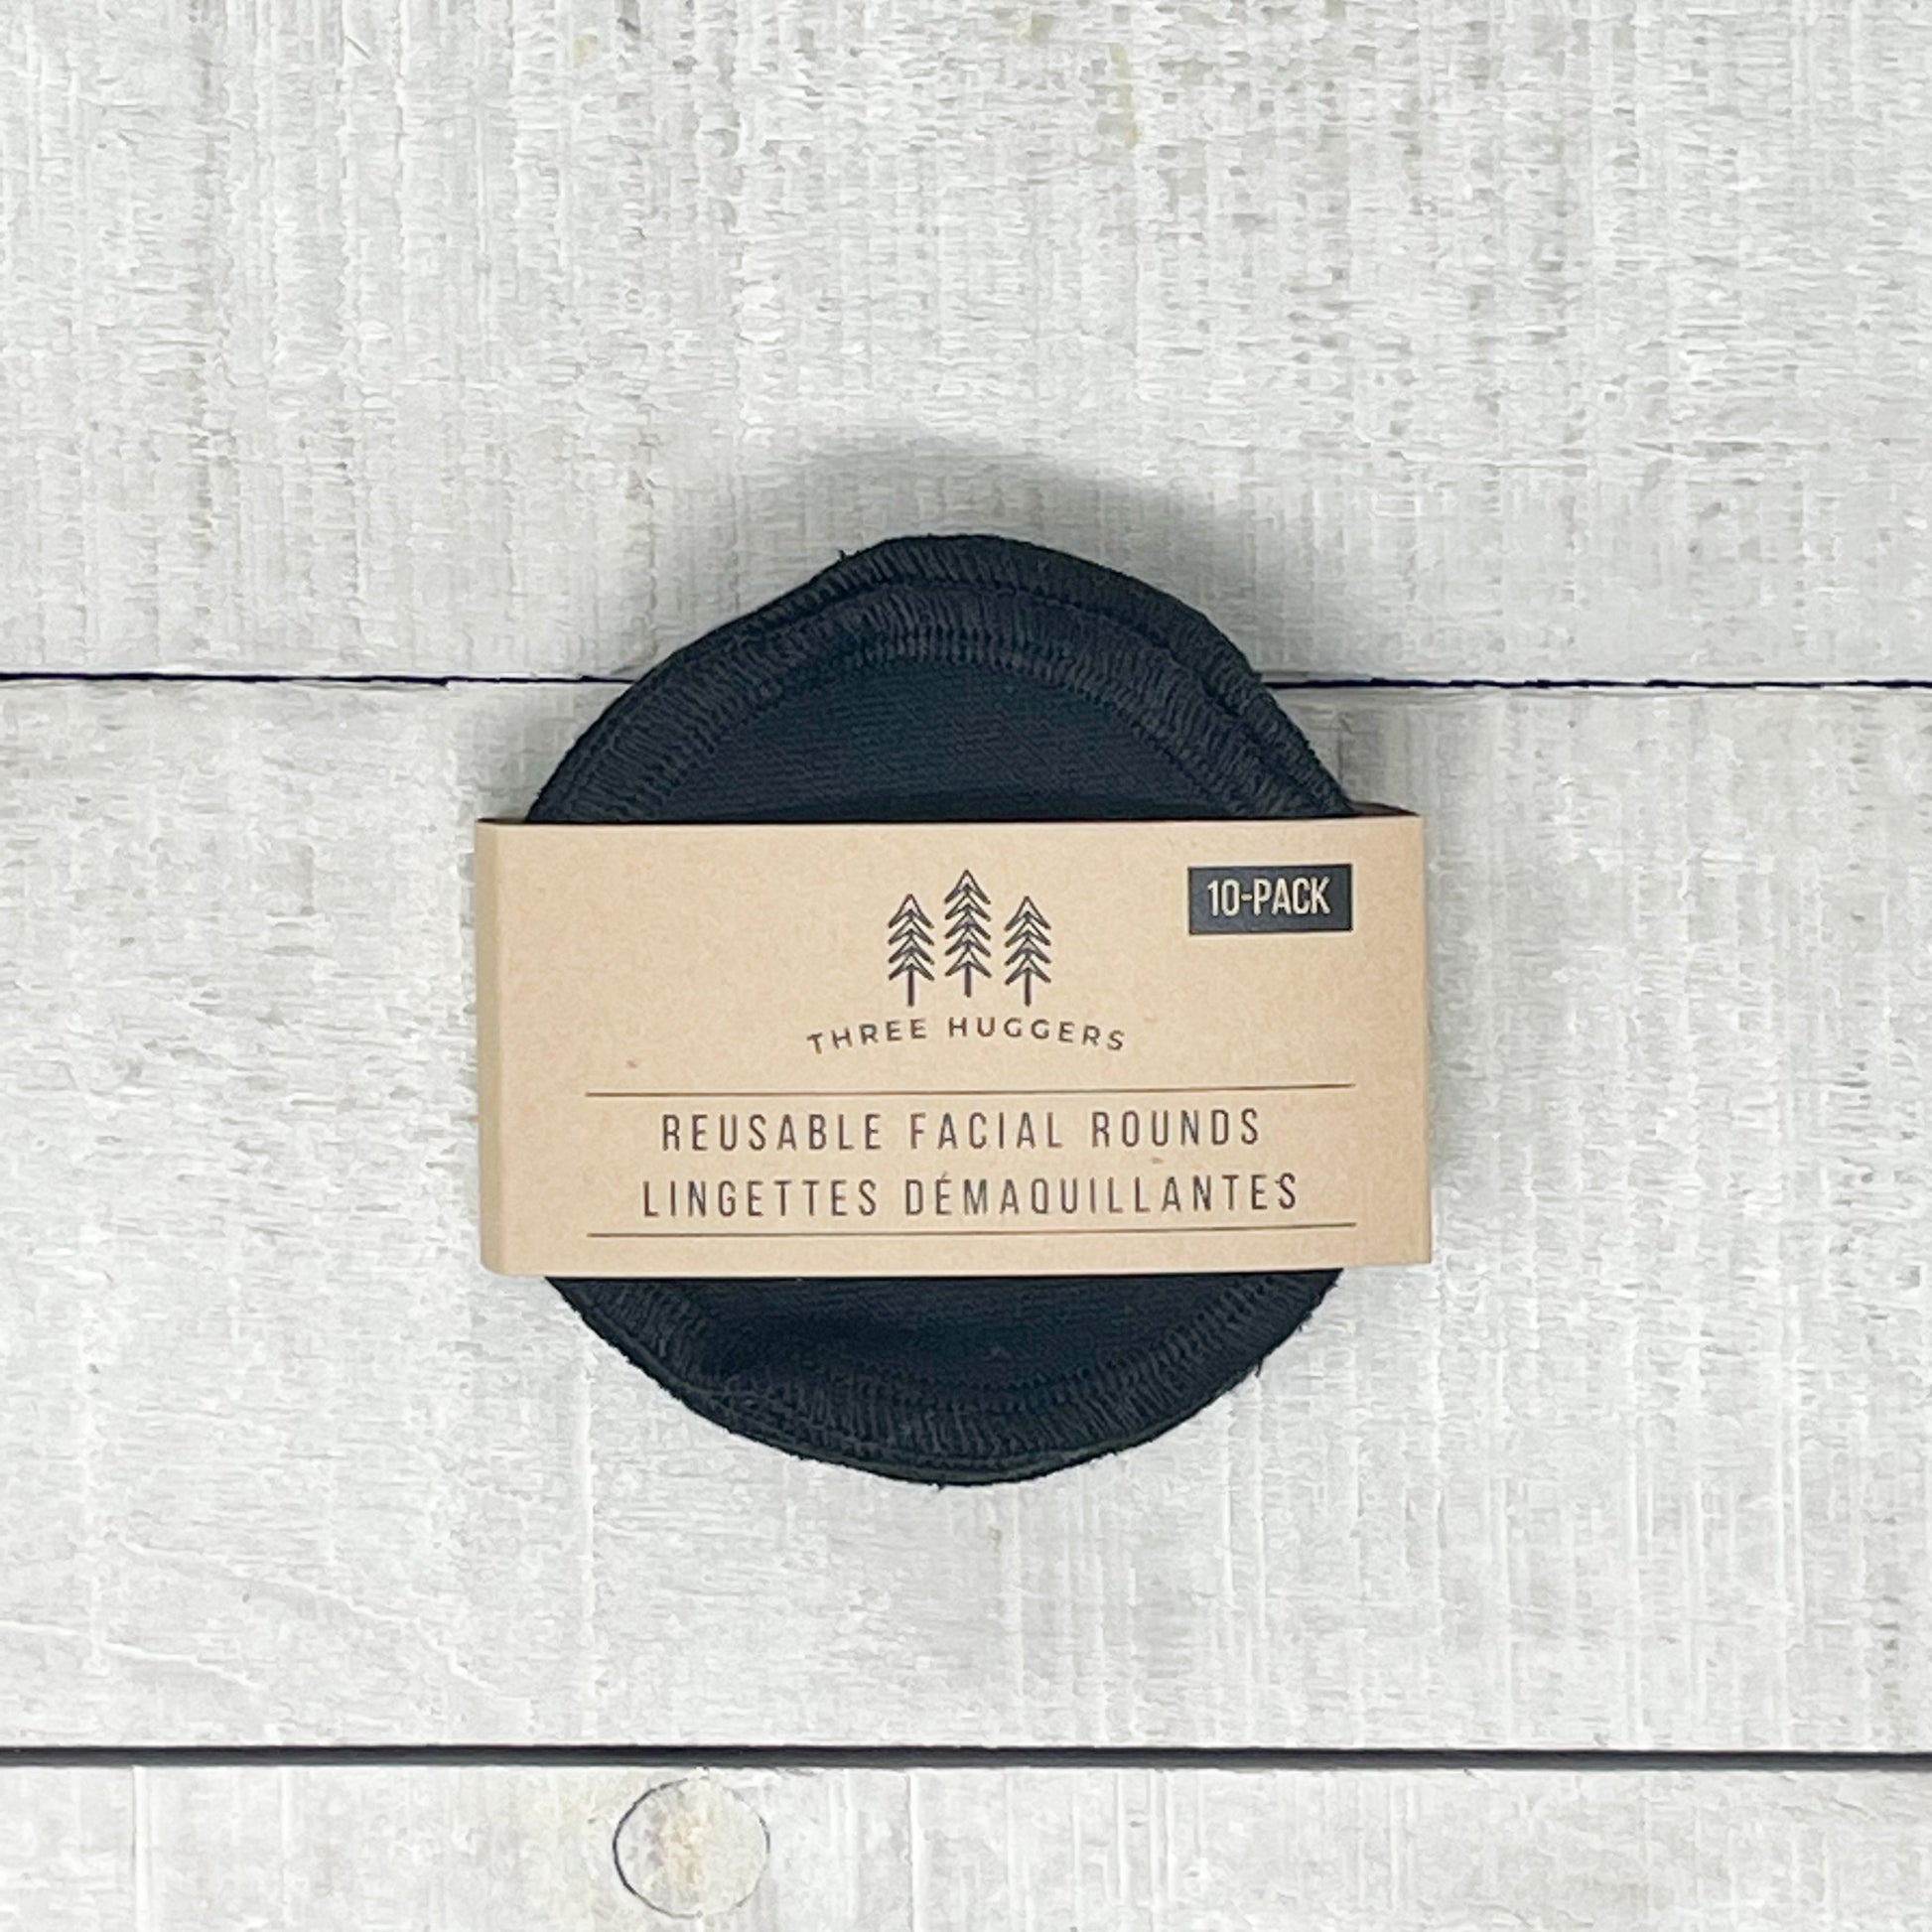 10-PACK
THREE HUGGERS
REUSABLE FACIAL ROUNDS
LINGETTES DÉMAQUILLANTES